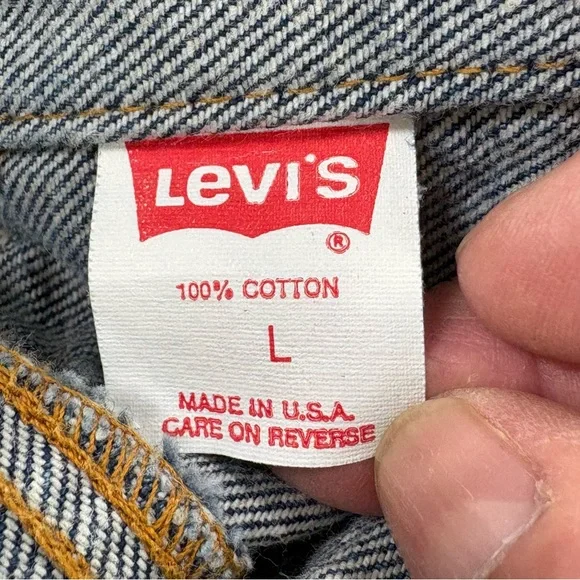 Levi's
®
100% COTTON
L
MADE IN U.S.A.
CARE ON REVERSE